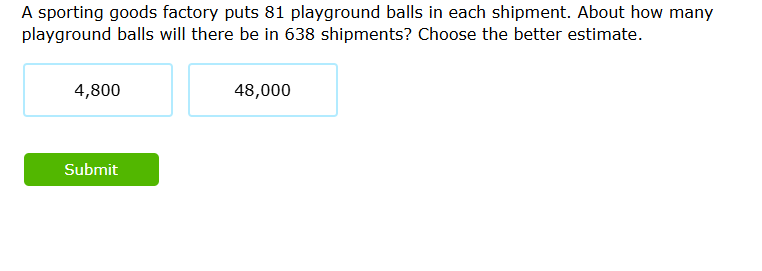 A sporting goods factory puts 81 playground balls in each shipment. About how many
playground balls will there be in 638 shipments? Choose the better estimate.
4,800
48,000
Submit